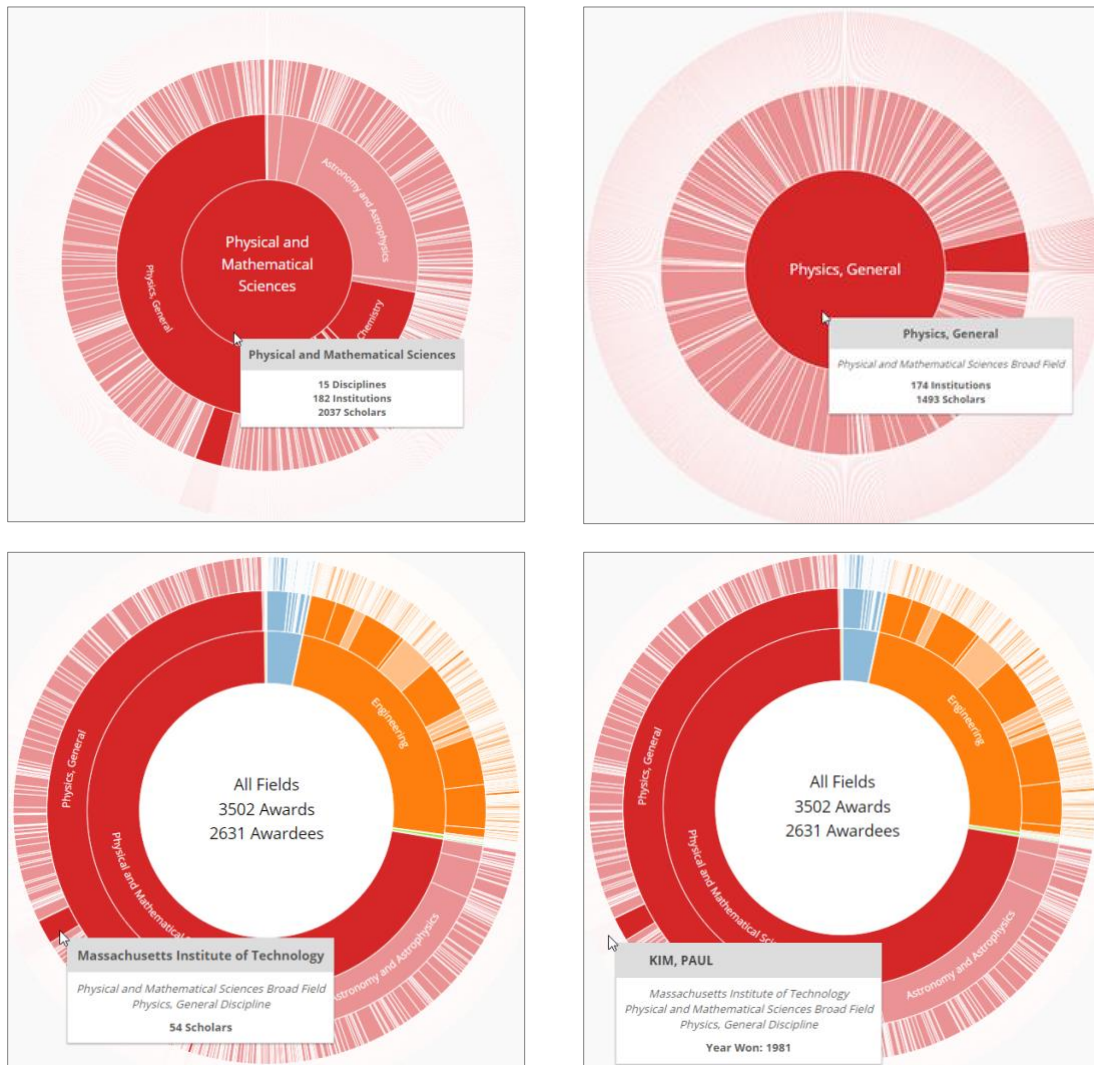 Physical and
Mathematical
Sciences
Astronomy and Astrophysics
Chemistry
Physics, General
Physical and Mathematical Sciences
15 Disciplines
182 Institutions
2037 Scholars
Physics, General
Physics, General
Physical and Mathematical Sciences Broad Field
174 Institutions
1493 Scholars
All Fields
3502 Awards
2631 Awardees
Engineering
Physics, General
Physical and Mathematical
Astronomy and Astrophysics
Massachusetts Institute of Technology
Physical and Mathematical Sciences Broad Field
Physics, General Discipline
54 Scholars
All Fields
3502 Awards
2631 Awardees
Engineering
Physics, General
Physical and Mathematical
Astronomy and Astrophysics
KIM, PAUL
Massachusetts Institute of Technology
Physical and Mathematical Sciences Broad Field
Physics, General Discipline
Year Won: 1981